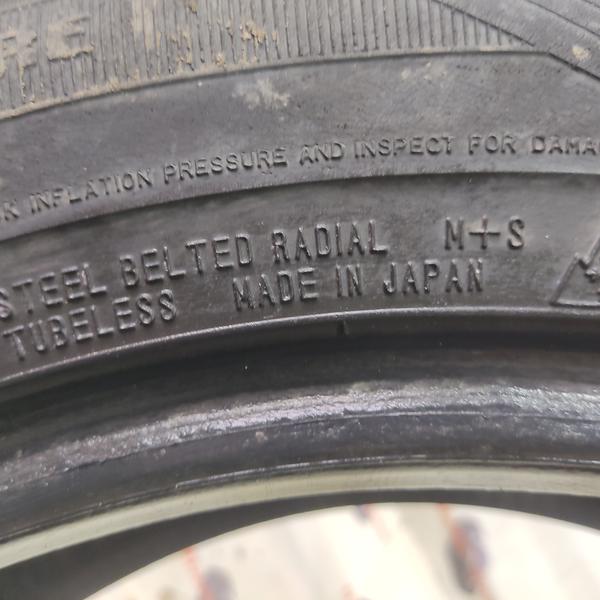 INFLATION PRESSURE AND INSPECT FOR
STEEL BELTED RADIAL M+S
TUBELESS MADE IN JAPAN